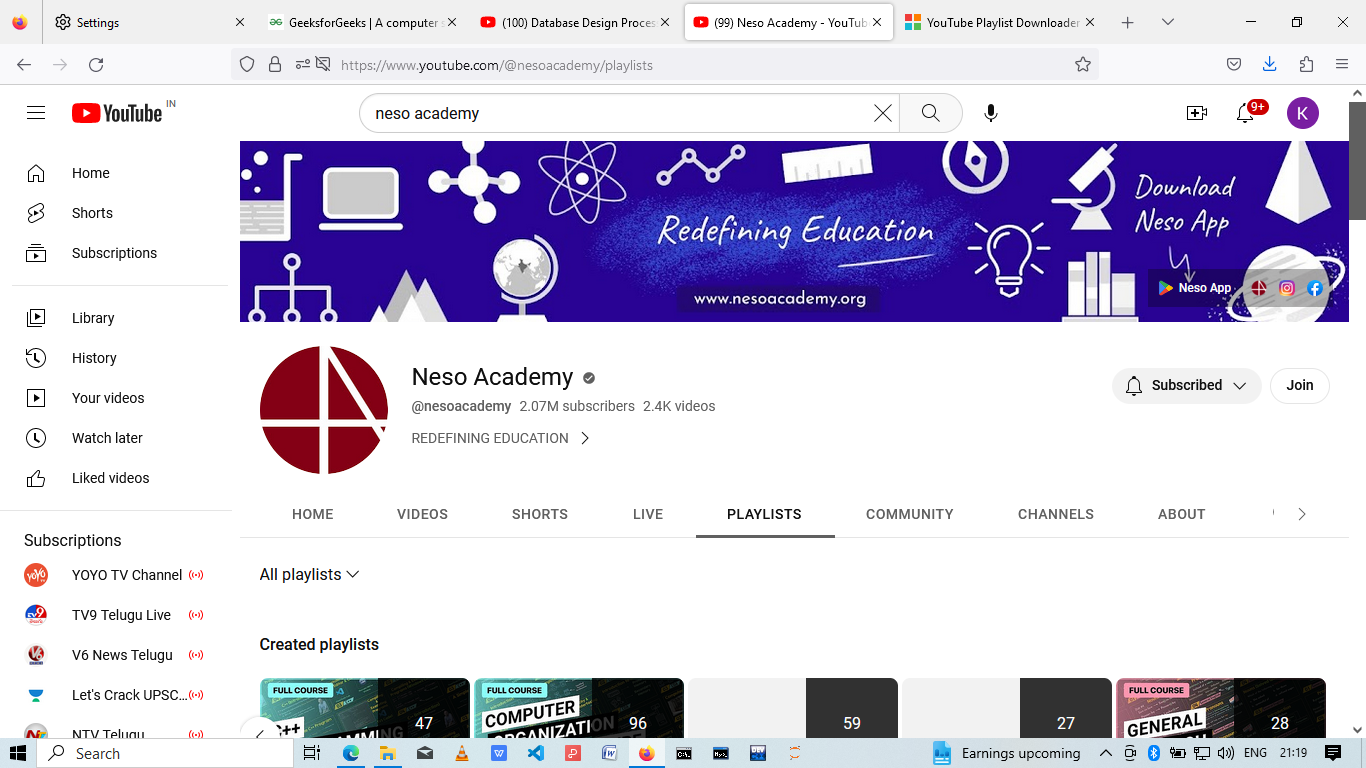 Settings
GeeksforGeeks | A computer s
(100) Database Design Proces
(99) Neso Academy - YouTub
YouTube Playlist Downloader
https://www.youtube.com/@nesoacademy/playlists
YouTube IN
neso academy
9+
K
Home
Shorts
Subscriptions
Library
History
Your videos
Watch later
Liked videos
Subscriptions
YOYO TV Channel
TV9 Telugu Live
V6 News Telugu
Let's Crack UPSC...
NTV Telugu
Redefining Education
www.nesoacademy.org
Download
Neso App
Neso App
Neso Academy
@nesoacademy 2.07M subscribers 2.4K videos
REDEFINING EDUCATION
Subscribed
Join
HOME VIDEOS SHORTS LIVE PLAYLISTS COMMUNITY CHANNELS ABOUT
All playlists
Created playlists
FULL COURSE
47
FULL COURSE
COMPUTER
ORGANIZATION
96
59
27
FULL COURSE
GENERAL
28
Search
Earnings upcoming
ENG
21:19